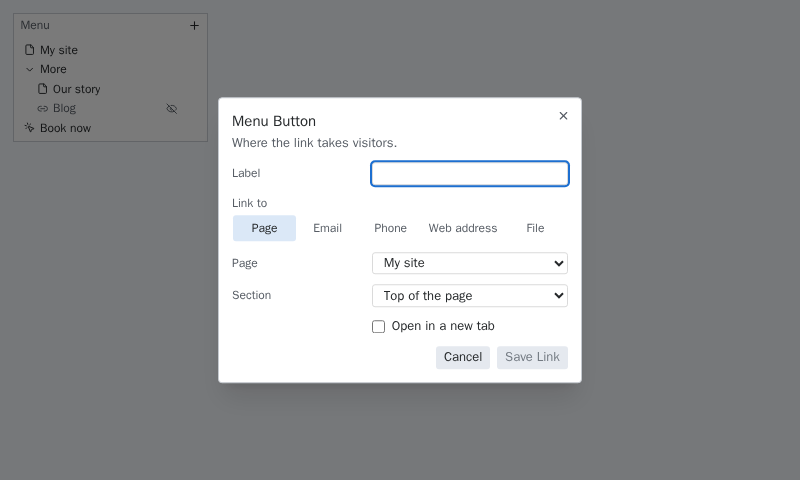 Menu
My site
More
Our story
Blog
Book now
Menu Button
Where the link takes visitors.
Label
Link to
Page Email Phone Web address File
Page My site
Section Top of the page
Open in a new tab
Cancel Save Link